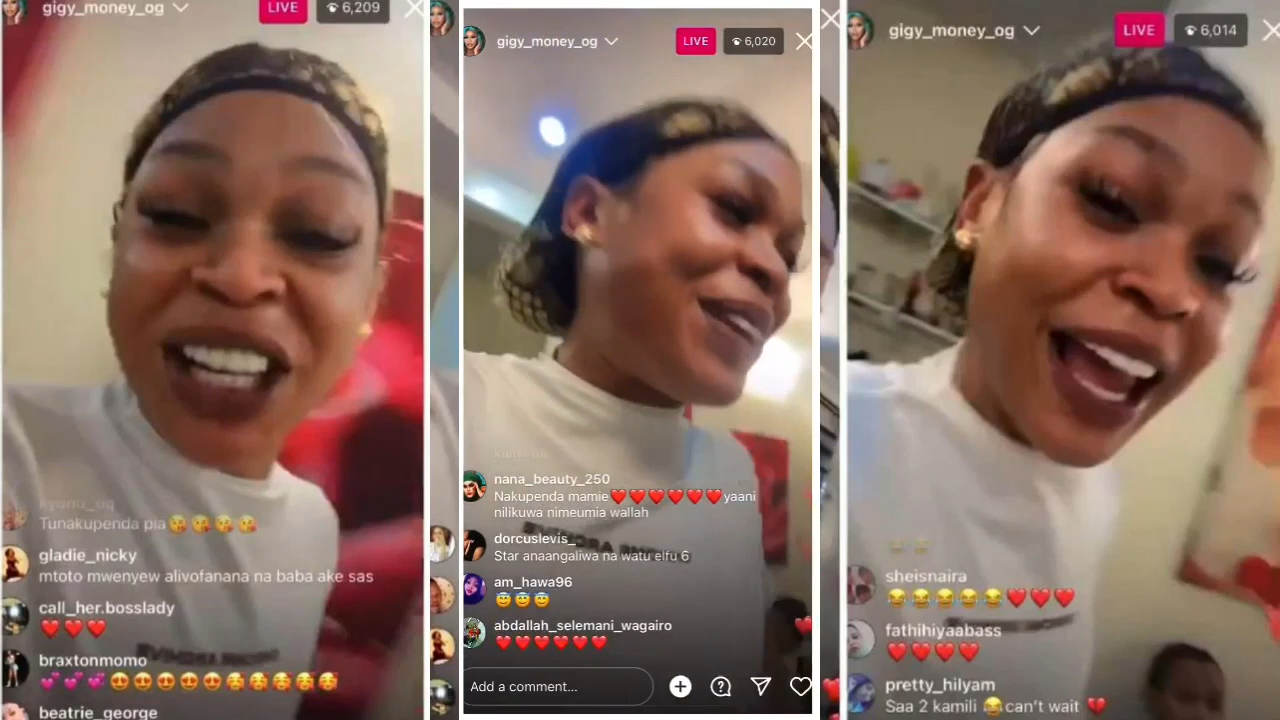 gigy_money_og
LIVE
6,209
kyana_og
Tunakupenda pia😘😘😘😘
gladie_nicky
mtoto mwenyew alivofanana na baba ake sas
call_her.bosslady
❤️❤️❤️
braxtonmomo
💕💕💕😍😍😍😍😍🥰🥰🥰🥰🥰
beatrie_george
gigy_money_og
LIVE
6,020
nana_beauty_250
Nakupenda mamie❤️❤️❤️❤️❤️❤️yaani
nilikuwa nimeumia wallah
dorcuslevis_
Star anaangaliwa na watu elfu 6
am_hawa96
😇😇😇
abdallah_selemani_wagairo
❤️❤️❤️❤️❤️❤️
Add a comment...
gigy_money_og
LIVE
6,014
sheisnaira
😂😂😂😂😂❤️❤️❤️
fathihiyaabass
❤️❤️❤️❤️
pretty_hilyam
Saa 2 kamili 😂can't wait 💔